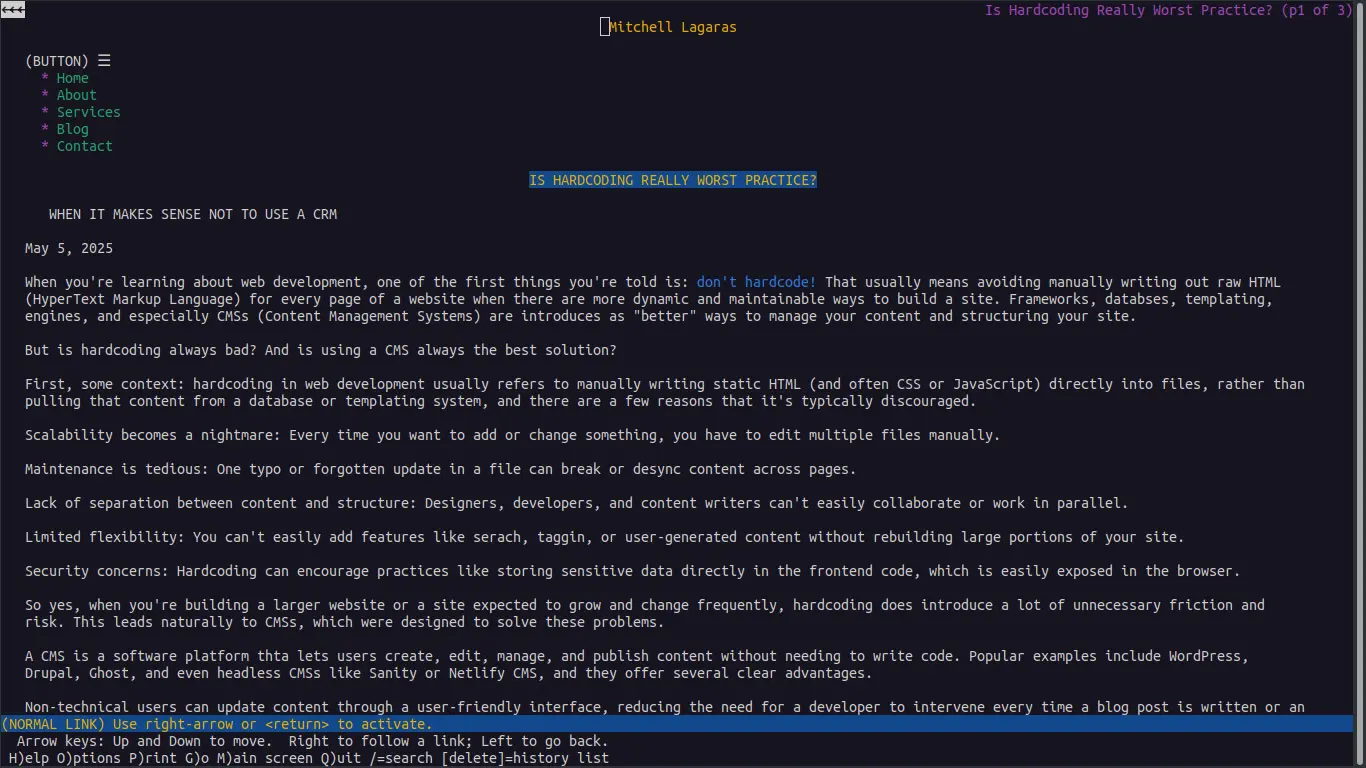 ←←←
Is Hardcoding Really Worst Practice? (p1 of 3)
Mitchell Lagaras
(BUTTON) ☰
* Home
* About
* Services
* Blog
* Contact
IS HARDCODING REALLY WORST PRACTICE?
WHEN IT MAKES SENSE NOT TO USE A CRM
May 5, 2025
When you're learning about web development, one of the first things you're told is: don't hardcode! That usually means avoiding manually writing out raw HTML
(HyperText Markup Language) for every page of a website when there are more dynamic and maintainable ways to build a site. Frameworks, databses, templating,
engines, and especially CMSs (Content Management Systems) are introduces as "better" ways to manage your content and structuring your site.
But is hardcoding always bad? And is using a CMS always the best solution?
First, some context: hardcoding in web development usually refers to manually writing static HTML (and often CSS or JavaScript) directly into files, rather than
pulling that content from a database or templating system, and there are a few reasons that it's typically discouraged.
Scalability becomes a nightmare: Every time you want to add or change something, you have to edit multiple files manually.
Maintenance is tedious: One typo or forgotten update in a file can break or desync content across pages.
Lack of separation between content and structure: Designers, developers, and content writers can't easily collaborate or work in parallel.
Limited flexibility: You can't easily add features like serach, taggin, or user-generated content without rebuilding large portions of your site.
Security concerns: Hardcoding can encourage practices like storing sensitive data directly in the frontend code, which is easily exposed in the browser.
So yes, when you're building a larger website or a site expected to grow and change frequently, hardcoding does introduce a lot of unnecessary friction and
risk. This leads naturally to CMSs, which were designed to solve these problems.
A CMS is a software platform thta lets users create, edit, manage, and publish content without needing to write code. Popular examples include WordPress,
Drupal, Ghost, and even headless CMSs like Sanity or Netlify CMS, and they offer several clear advantages.
Non-technical users can update content through a user-friendly interface, reducing the need for a developer to intervene every time a blog post is written or an
(NORMAL LINK) Use right-arrow or <return> to activate.
Arrow keys: Up and Down to move.  Right to follow a link; Left to go back.
H)elp O)ptions P)rint G)o M)ain screen Q)uit /=search [delete]=history list